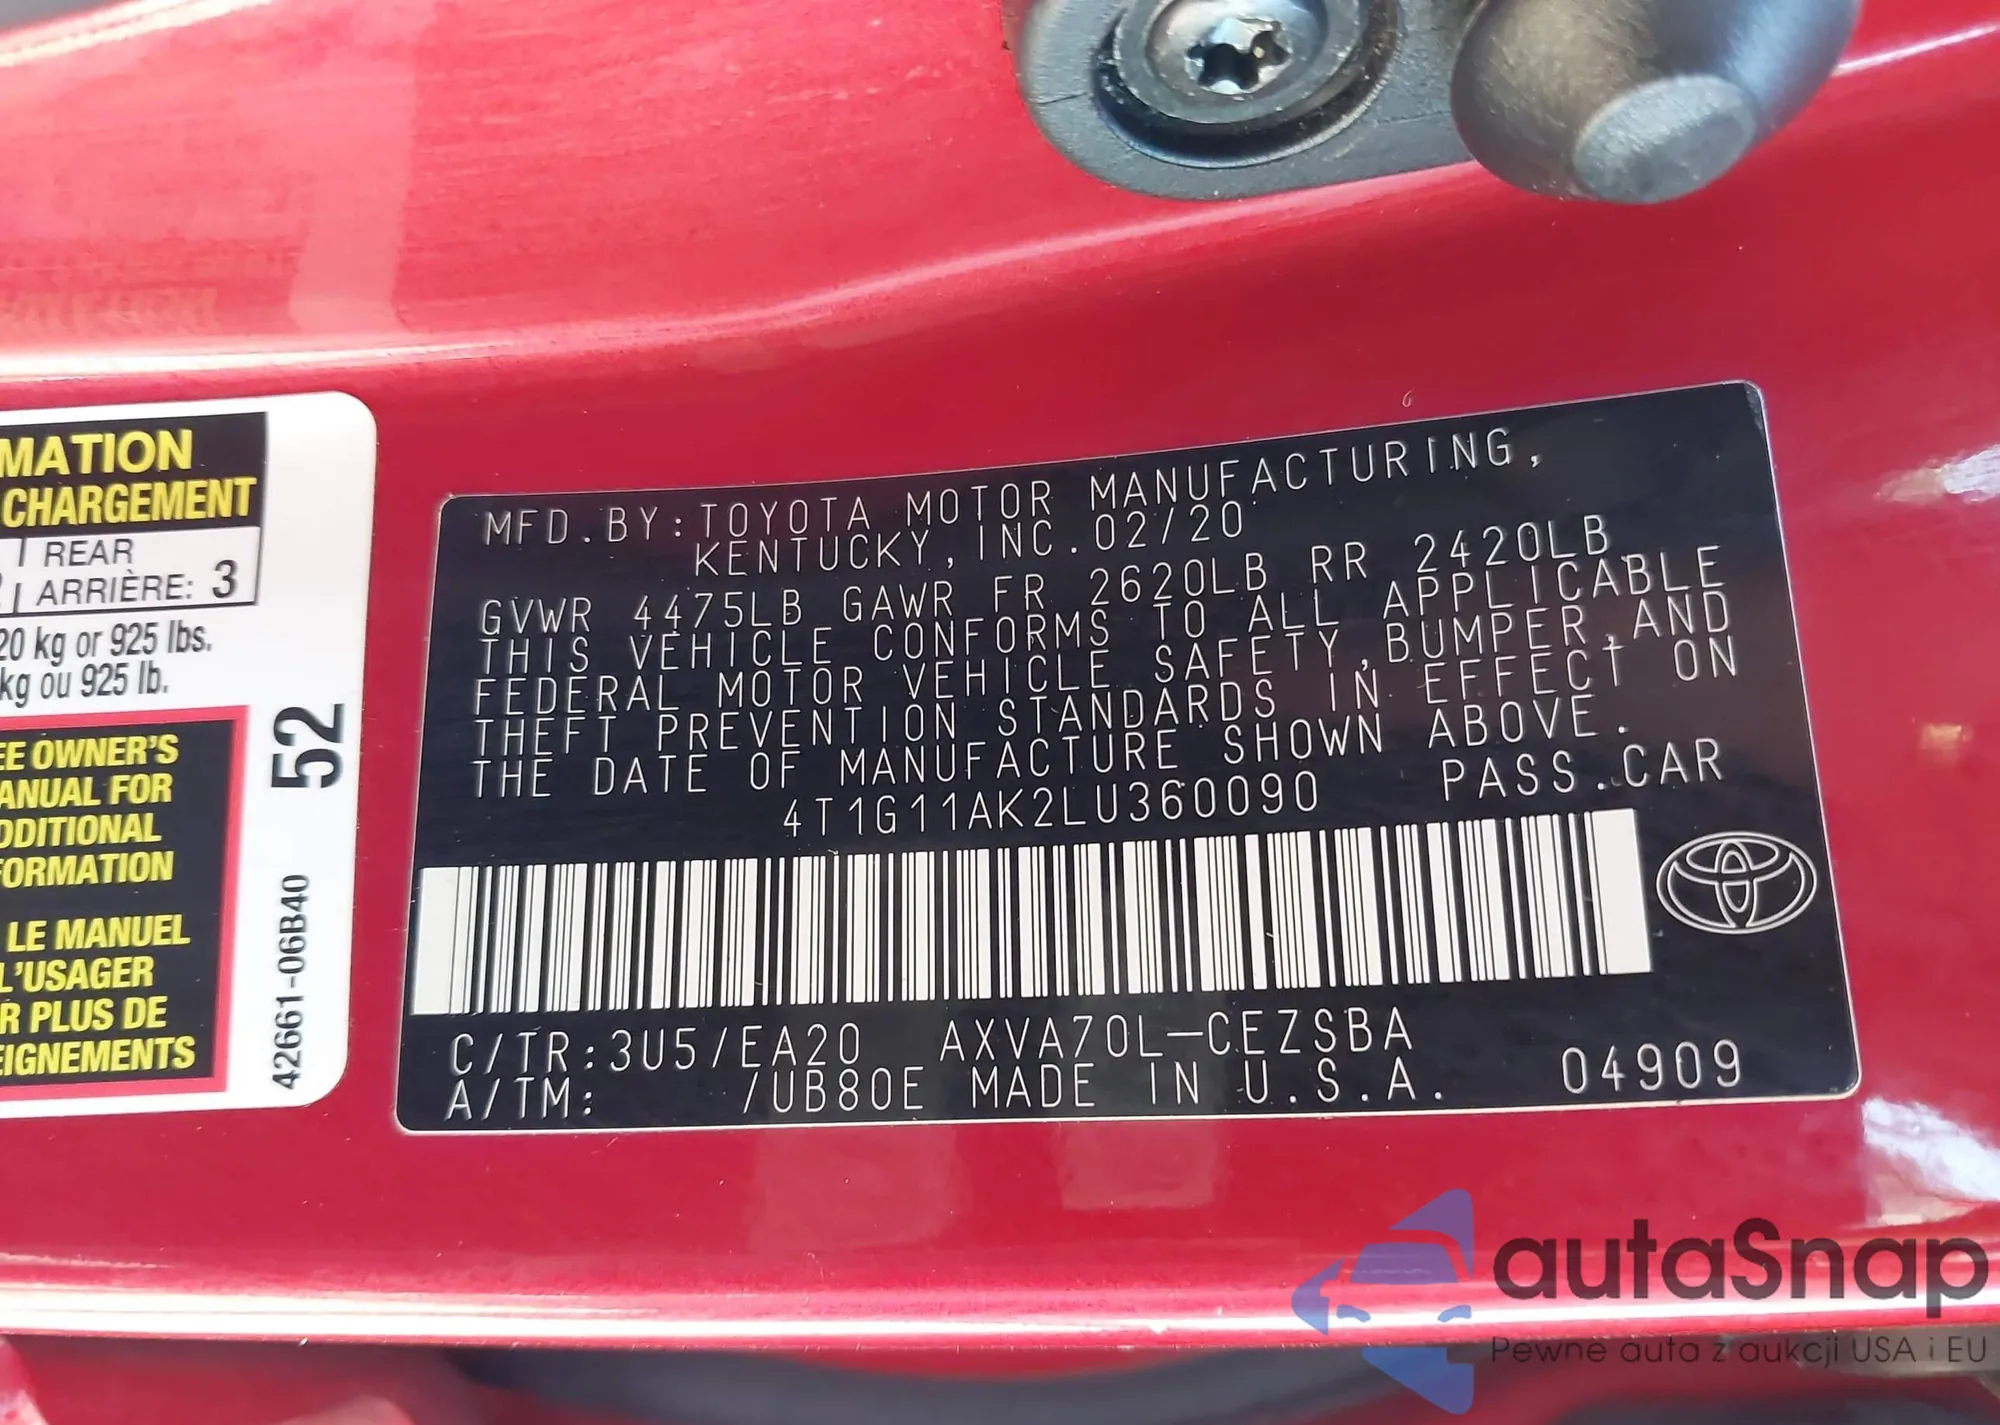 MATION
CHARGEMENT
REAR
ARRIÈRE: 3
20 kg or 925 lbs.
kg ou 925 lb.
EE OWNER'S
ANUAL FOR
DDITIONAL
FORMATION
LE MANUEL
L'USAGER
R PLUS DE
EIGNEMENTS
52
42661-06B40
MFD. BY: TOYOTA MOTOR MANUFACTURING,
KENTUCKY, INC. 02/20
GVWR 4475LB GAWR FR 2620LB RR 2420LB
THIS VEHICLE CONFORMS TO ALL APPLICABLE
FEDERAL MOTOR VEHICLE SAFETY, BUMPER, AND
THEFT PREVENTION STANDARDS IN EFFECT ON
THE DATE OF MANUFACTURE SHOWN ABOVE.
4T1G11AK2LU360090 PASS. CAR
C/TR: 3U5/EA20 AXVA70L-CEZSBA
A/TM: /UB80E MADE IN U.S.A. 04909
autaSnap
Pewne auta z aukcji USA i EU